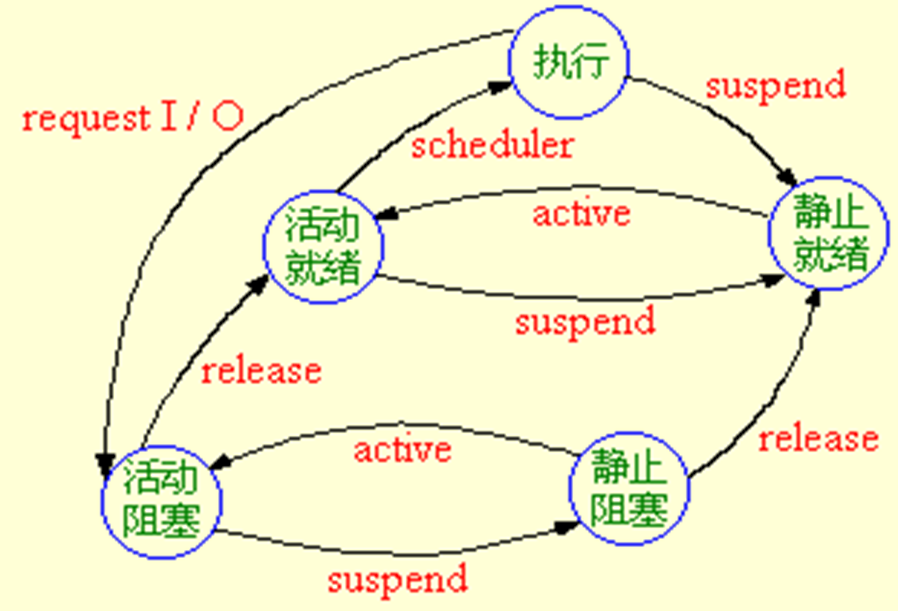 执行
suspend
request I / O
scheduler
活动
就绪
active
静止
就绪
suspend
release
release
active
活动
阻塞
静止
阻塞
suspend